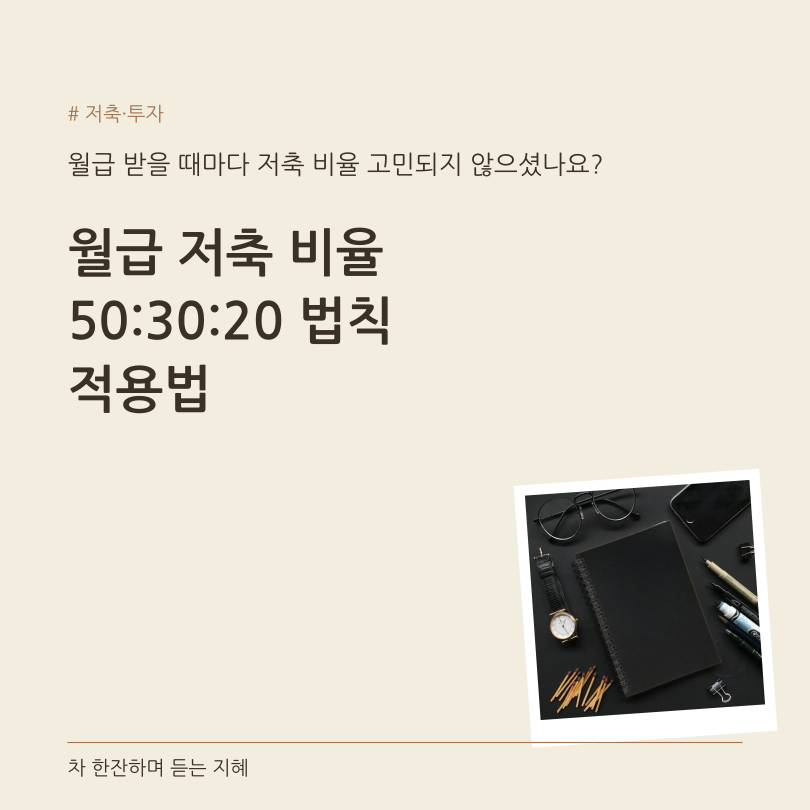 # 저축·투자
월급 받을 때마다 저축 비율 고민되지 않으셨나요?
월급 저축 비율
50:30:20 법칙
적용법
차 한잔하며 듣는 지혜